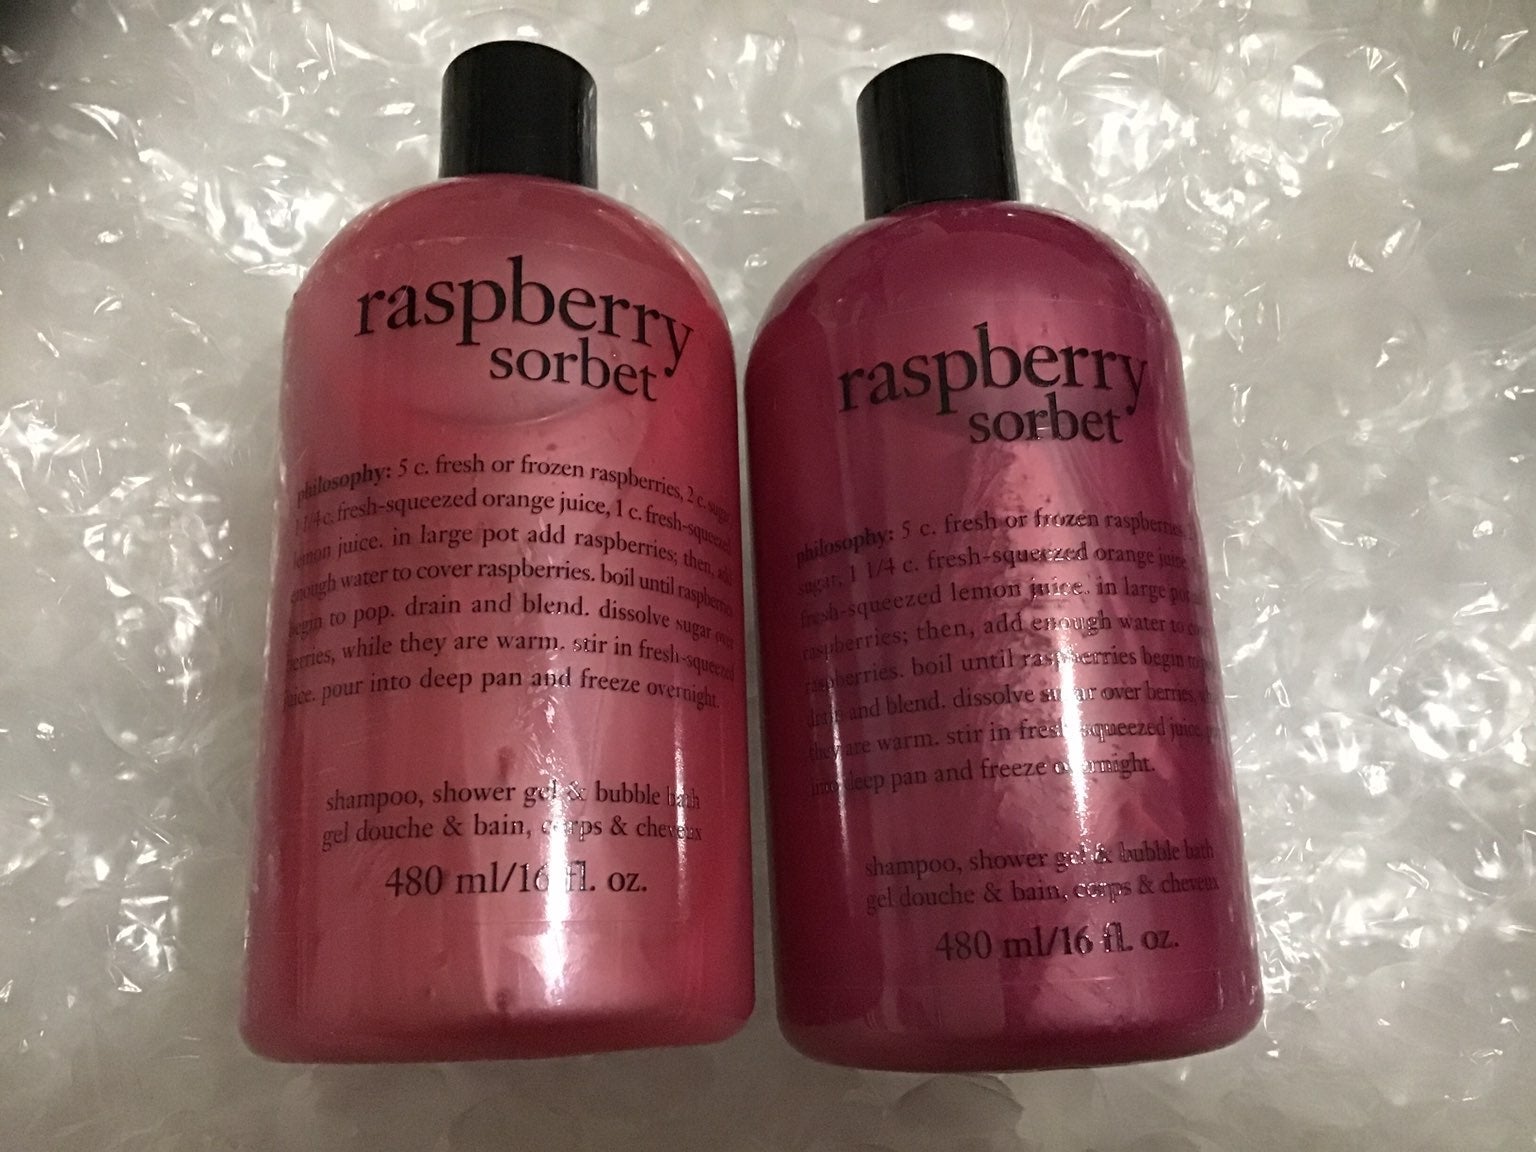 raspberry
sorbet
philosophy: 5 c. fresh or frozen raspberries, 2 c. sugar,
1 1/4 c. fresh-squeezed orange juice, 1 c. fresh-squeezed
lemon juice. in large pot add raspberries; then, add
enough water to cover raspberries. boil until raspberries
begin to pop. drain and blend. dissolve sugar over
berries, while they are warm. stir in fresh-squeezed
juice. pour into deep pan and freeze overnight.
shampoo, shower gel & bubble bath
gel douche & bain, corps & cheveux
480 ml/16 fl. oz.
raspberry
sorbet
philosophy: 5 c. fresh or frozen raspberries,
sugar, 1 1/4 c. fresh-squeezed orange juice,
fresh-squeezed lemon juice. in large pot
raspberries; then, add enough water to cover
raspberries. boil until raspberries begin to
drain and blend. dissolve sugar over berries,
they are warm. stir in fresh-squeezed juice.
into deep pan and freeze overnight.
shampoo, shower gel & bubble bath
gel douche & bain, corps & cheveux
480 ml/16 fl. oz.